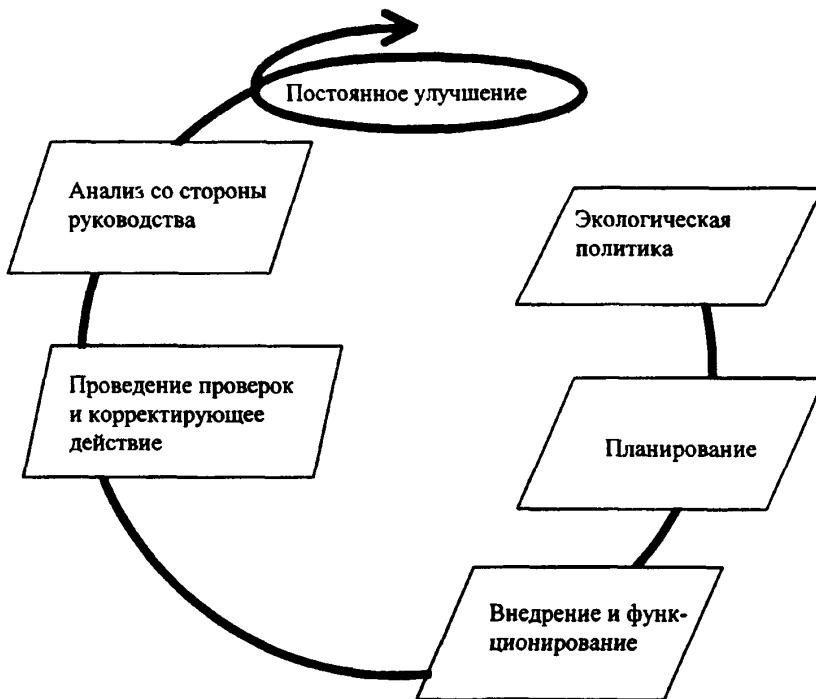 Постоянное улучшение
Анализ со стороны
руководства
Экологическая
политика
Проведение проверок
и корректирующее
действие
Планирование
Внедрение и функ-
ционирование